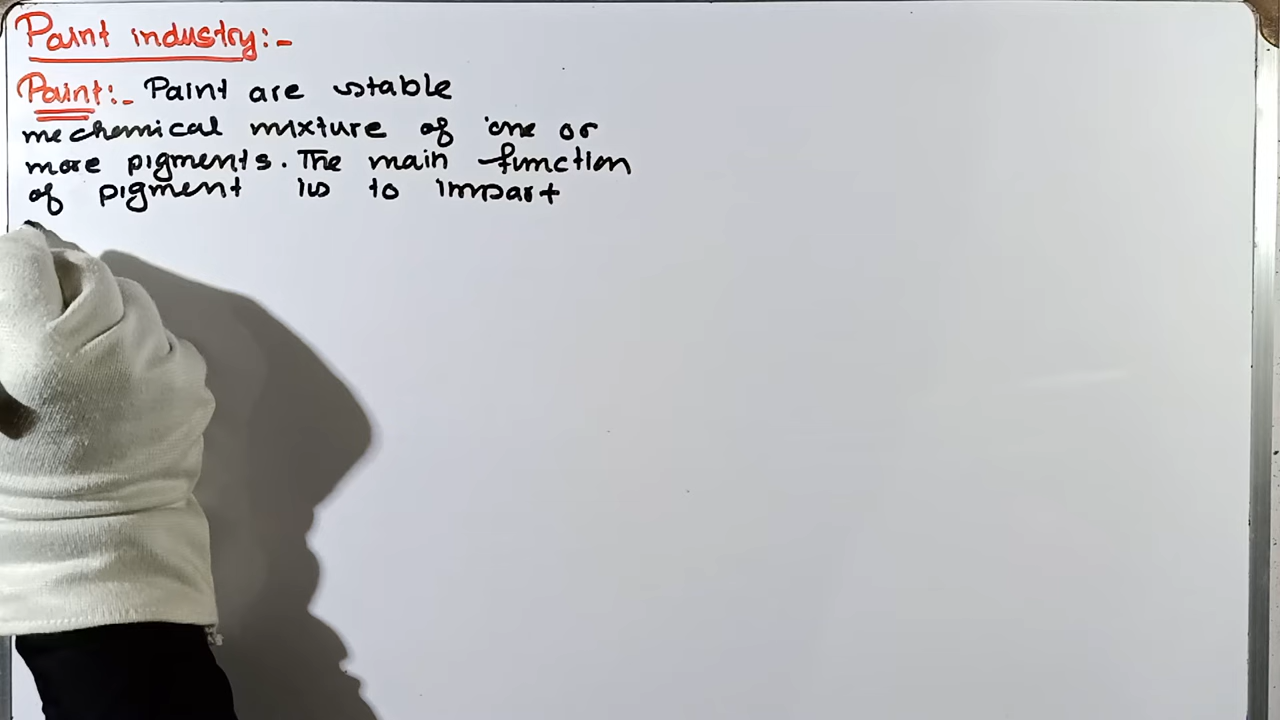 Paint industry:-
Paint:- Paint are stable
mechemical mixture of one or
more pigments. The main function
of pigment is to impart